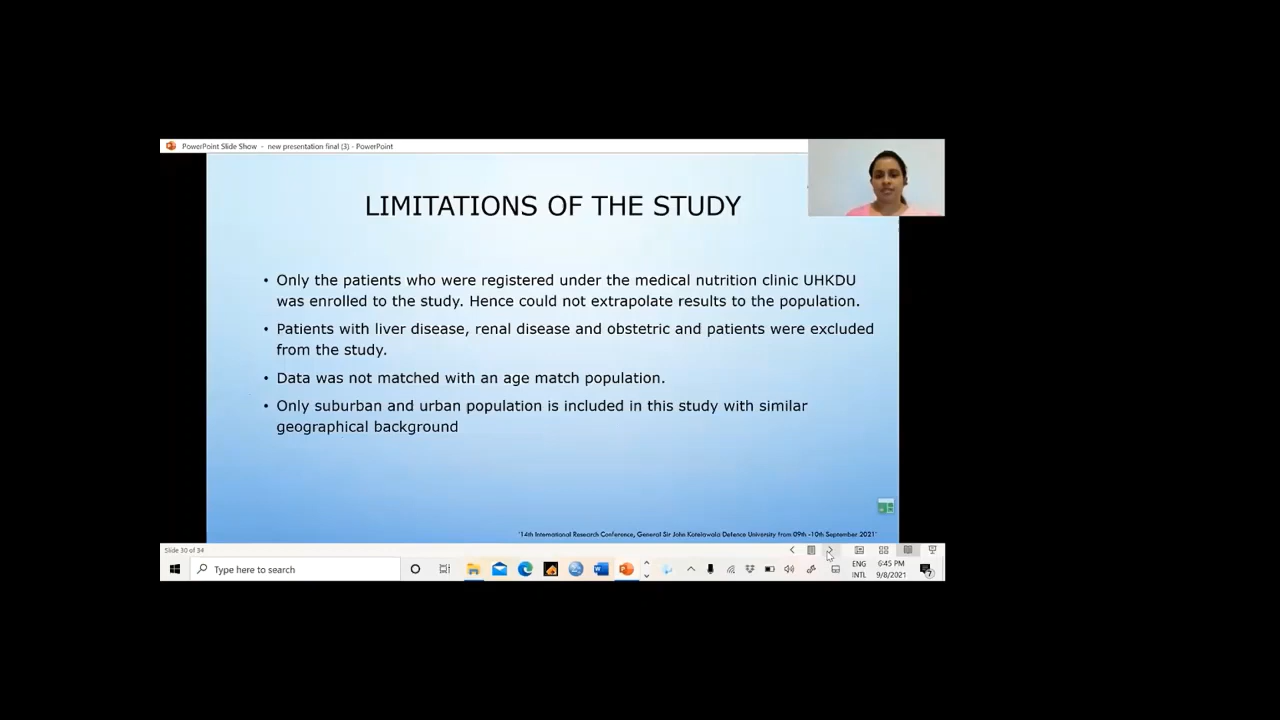 PowerPoint Slide Show - new presentation final (3) - PowerPoint
LIMITATIONS OF THE STUDY
• Only the patients who were registered under the medical nutrition clinic UHKDU
was enrolled to the study. Hence could not extrapolate results to the population.
• Patients with liver disease, renal disease and obstetric and patients were excluded
from the study.
• Data was not matched with an age match population.
• Only suburban and urban population is included in this study with similar
geographical background
'14th International Research Conference, General Sir John Kotelawala Defence University from 09th -10th September 2021'
Slide 30 of 34
Type here to search
ENG
INTL
6:45 PM
9/8/2021
7